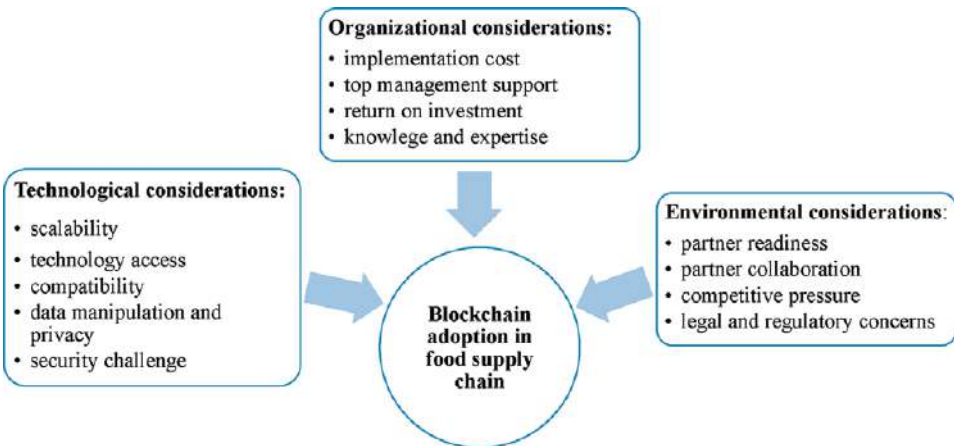 Organizational considerations:
• implementation cost
• top management support
• return on investment
• knowlege and expertise
Technological considerations:
• scalability
• technology access
• compatibility
• data manipulation and
privacy
• security challenge
Environmental considerations:
• partner readiness
• partner collaboration
• competitive pressure
• legal and regulatory concerns
Blockchain
adoption in
food supply
chain